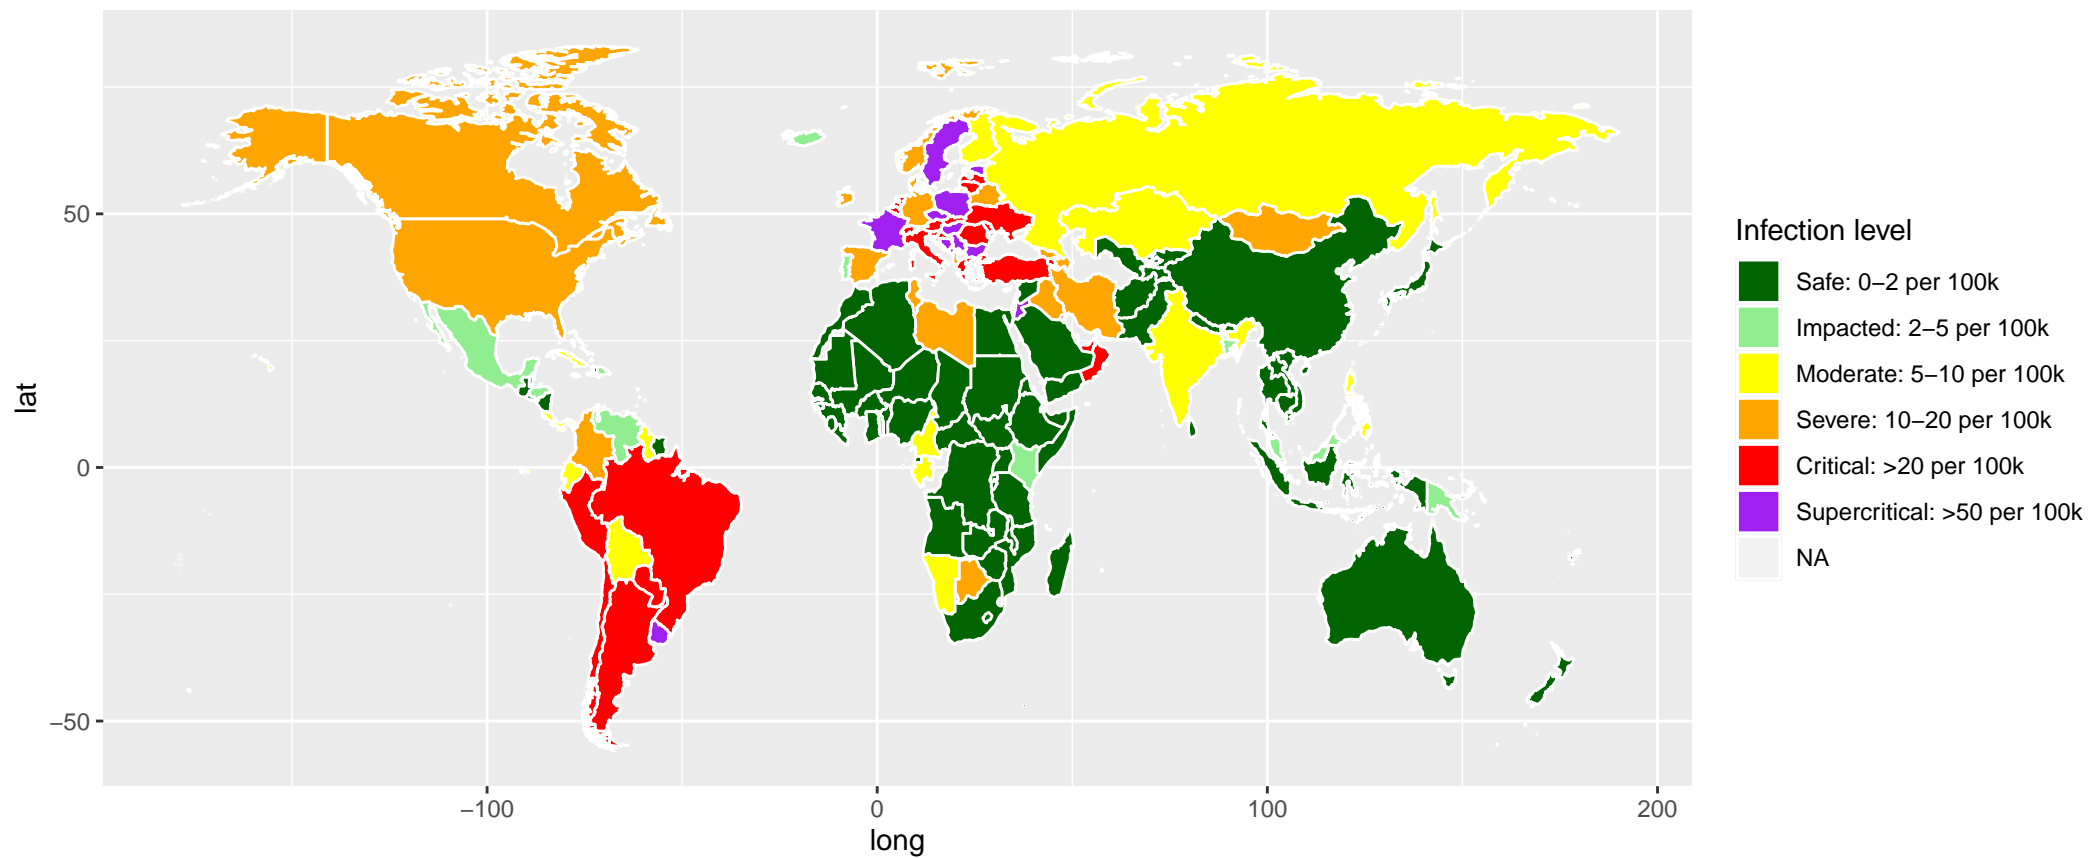 50
0
−50
lat
−100
0
100
200
long
Infection level
Safe: 0−2 per 100k
Impacted: 2−5 per 100k
Moderate: 5−10 per 100k
Severe: 10−20 per 100k
Critical: >20 per 100k
Supercritical: >50 per 100k
NA